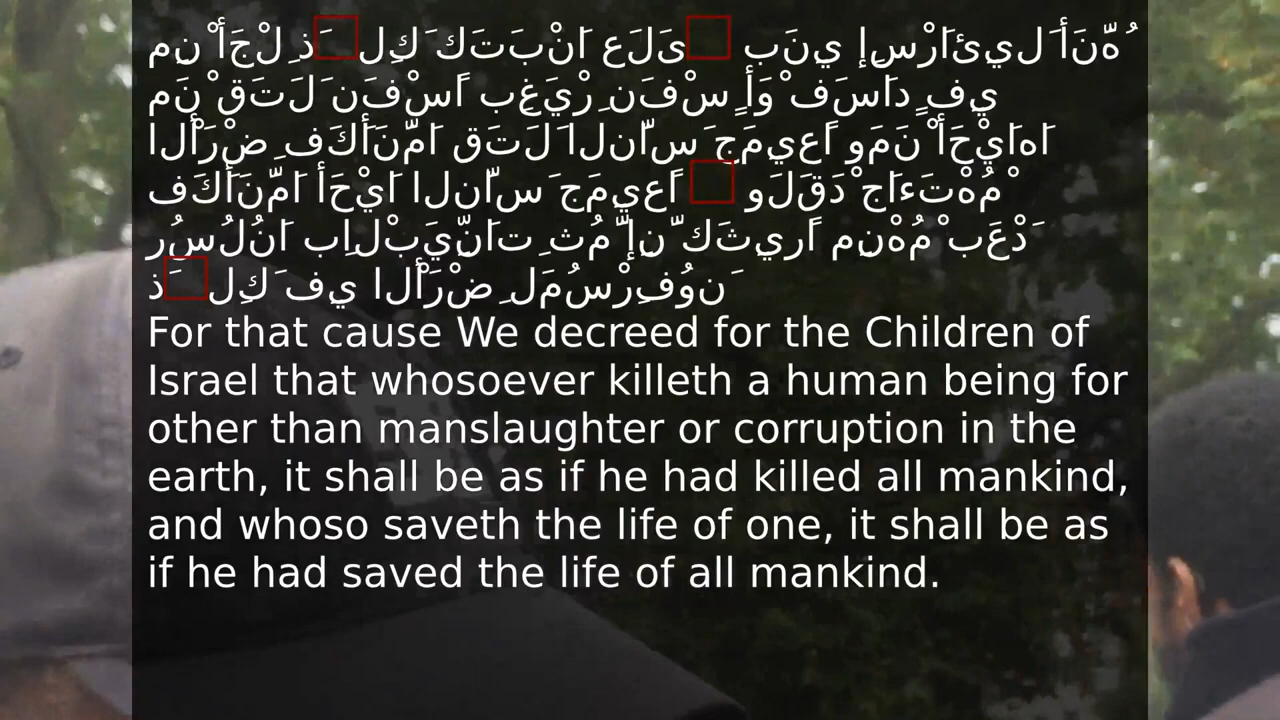 مِنْ أَجْلِ ذَٰلِكَ كَتَبْنَا عَلَىٰ بَنِي إِسْرَائِيلَ أَنَّهُ
مَنْ قَتَلَ نَفْسًا بِغَيْرِ نَفْسٍ أَوْ فَسَادٍ فِي
الْأَرْضِ فَكَأَنَّمَا قَتَلَ النَّاسَ جَمِيعًا وَمَنْ أَحْيَاهَا
فَكَأَنَّمَا أَحْيَا النَّاسَ جَمِيعًا ۚ وَلَقَدْ جَاءَتْهُمْ
رُسُلُنَا بِالْبَيِّنَاتِ ثُمَّ إِنَّ كَثِيرًا مِنْهُمْ بَعْدَ
ذَٰلِكَ فِي الْأَرْضِ لَمُسْرِفُونَ
For that cause We decreed for the Children of
Israel that whosoever killeth a human being for
other than manslaughter or corruption in the
earth, it shall be as if he had killed all mankind,
and whoso saveth the life of one, it shall be as
if he had saved the life of all mankind.